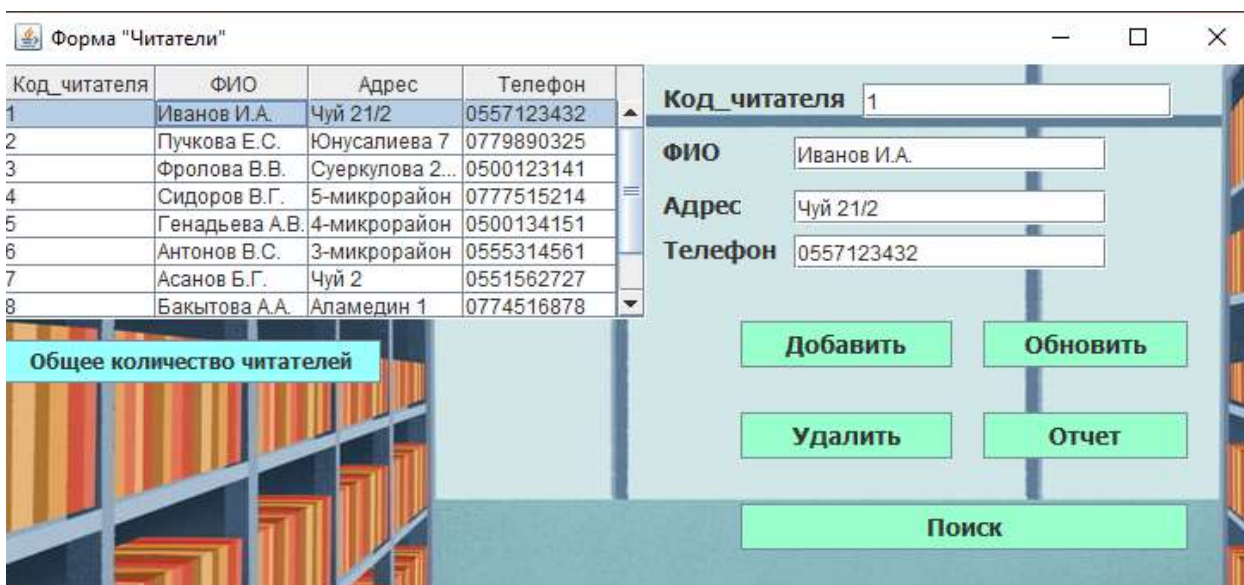 Форма "Читатели"
Код_читателя ФИО Адрес Телефон
1 Иванов И.А. Чуй 21/2 0557123432
2 Пучкова Е.С. Юнусалиева 7 0779890325
3 Фролова В.В. Суеркулова 2... 0500123141
4 Сидоров В.Г. 5-микрорайон 0777515214
5 Генадьева А.В. 4-микрорайон 0500134151
6 Антонов В.С. 3-микрорайон 0555314561
7 Асанов Б.Г. Чуй 2 0551562727
8 Бакытова А.А. Аламедин 1 0774516878
Общее количество читателей
Код_читателя 1
ФИО Иванов И.А.
Адрес Чуй 21/2
Телефон 0557123432
Добавить Обновить
Удалить Отчет
Поиск